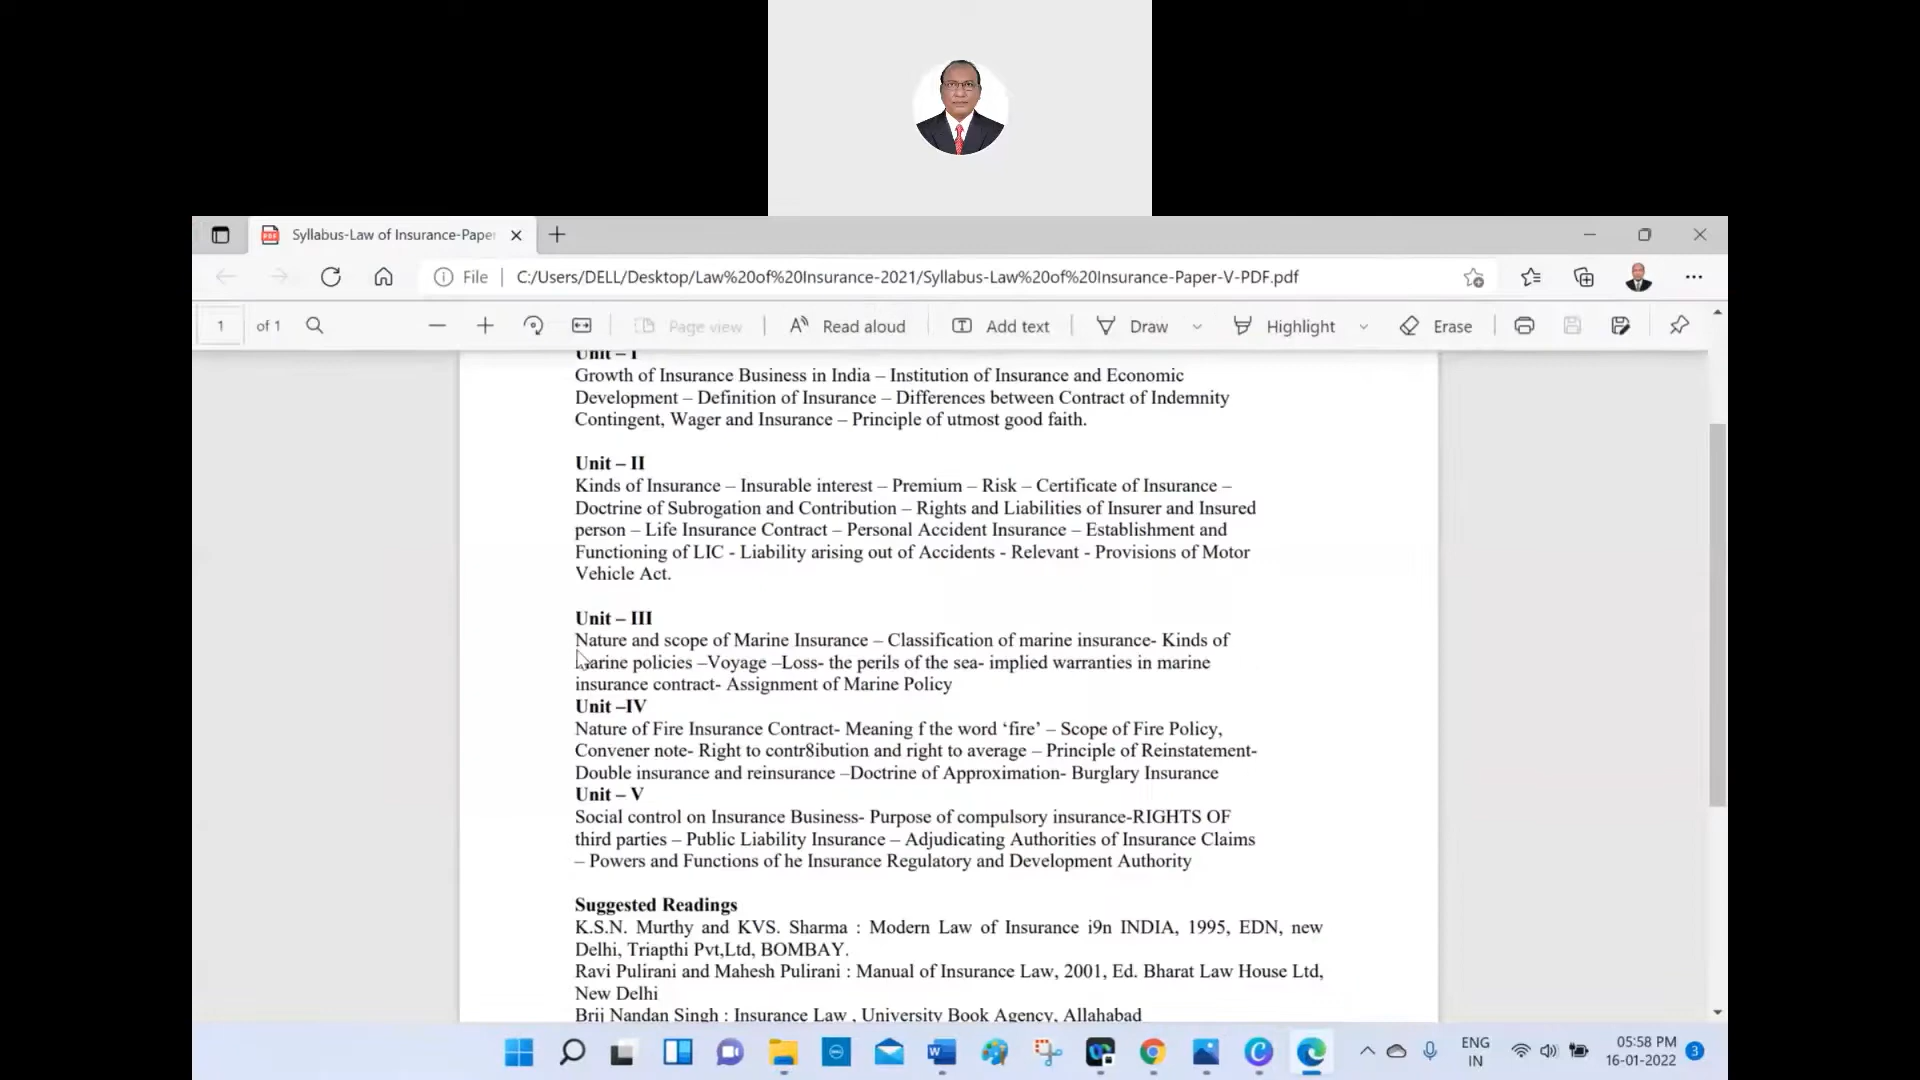 Syllabus-Law of Insurance-Paper
File
C:/Users/DELL/Desktop/Law%20of%20Insurance-2021/Syllabus-Law%20of%20Insurance-Paper-V-PDF.pdf
1 of 1
Page view
Read aloud
Add text
Draw
Highlight
Erase
Unit – I
Growth of Insurance Business in India – Institution of Insurance and Economic
Development – Definition of Insurance – Differences between Contract of Indemnity
Contingent, Wager and Insurance – Principle of utmost good faith.
Unit – II
Kinds of Insurance – Insurable interest – Premium – Risk – Certificate of Insurance –
Doctrine of Subrogation and Contribution – Rights and Liabilities of Insurer and Insured
person – Life Insurance Contract – Personal Accident Insurance – Establishment and
Functioning of LIC - Liability arising out of Accidents - Relevant - Provisions of Motor
Vehicle Act.
Unit – III
Nature and scope of Marine Insurance – Classification of marine insurance- Kinds of
marine policies –Voyage –Loss- the perils of the sea- implied warranties in marine
insurance contract- Assignment of Marine Policy
Unit –IV
Nature of Fire Insurance Contract- Meaning f the word ‘fire’ – Scope of Fire Policy,
Convener note- Right to contr8ibution and right to average – Principle of Reinstatement-
Double insurance and reinsurance –Doctrine of Approximation- Burglary Insurance
Unit – V
Social control on Insurance Business- Purpose of compulsory insurance-RIGHTS OF
third parties – Public Liability Insurance – Adjudicating Authorities of Insurance Claims
– Powers and Functions of he Insurance Regulatory and Development Authority
Suggested Readings
K.S.N. Murthy and KVS. Sharma : Modern Law of Insurance i9n INDIA, 1995, EDN, new
Delhi, Triapthi Pvt,Ltd, BOMBAY.
Ravi Pulirani and Mahesh Pulirani : Manual of Insurance Law, 2001, Ed. Bharat Law House Ltd,
New Delhi
Brij Nandan Singh : Insurance Law , University Book Agency, Allahabad
ENG
IN
05:58 PM
16-01-2022
3